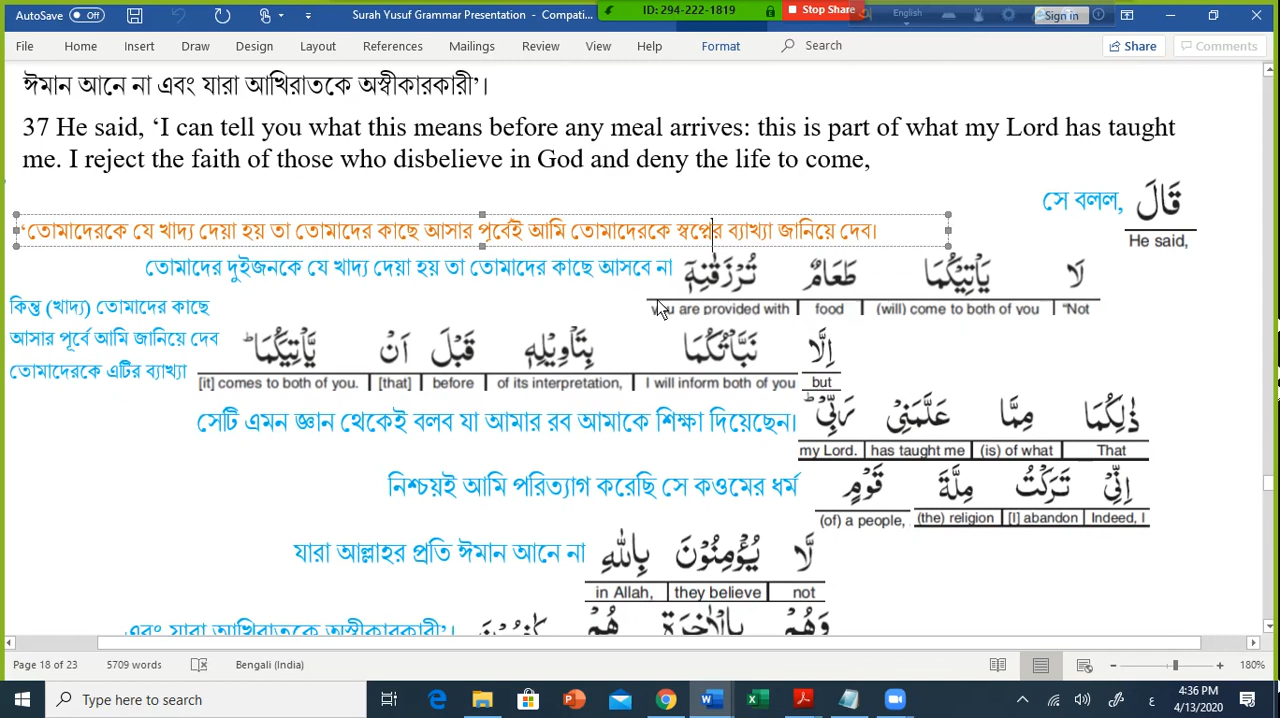 AutoSave Off
Surah Yusuf Grammar Presentation - Compati...
ID: 294-222-1819
Stop Share
English
Sign in
File Home Insert Draw Design Layout References Mailings Review View Help Format Search Share Comments
ঈমান আনে না এবং যারা আখিরাতকে অস্বীকারকারী’।
37 He said, ‘I can tell you what this means before any meal arrives: this is part of what my Lord has taught
me. I reject the faith of those who disbelieve in God and deny the life to come,
সে বলল, قَالَ
He said,
‘তোমাদেরকে যে খাদ্য দেয়া হয় তা তোমাদের কাছে আসার পূর্বেই আমি তোমাদেরকে স্বপ্নের ব্যাখ্যা জানিয়ে দেব।
তোমাদের দুইজনকে যে খাদ্য দেয়া হয় তা তোমাদের কাছে আসবে না
لَا يَاْتِيْكُمَا طَعَامٌ تُرْزَقٰنِهٖۤ
you are provided with food (will) come to both of you “Not
কিন্তু (খাদ্য) তোমাদের কাছে
আসার পূর্বে আমি জানিয়ে দেব
তোমাদেরকে এটির ব্যাখ্যা
اِلَّا نَبَّاْتُكُمَا بِتَاْوِيْلِهٖ قَبْلَ اَنْ يَّاْتِيَكُمَا ؕ
[it] comes to both of you. [that] before of its interpretation, I will inform both of you but
সেটি এমন জ্ঞান থেকেই বলব যা আমার রব আমাকে শিক্ষা দিয়েছেন।
ذٰلِكُمَا مِمَّا عَلَّمَنِيْ رَبِّيْ ؕ
my Lord. has taught me (is) of what That
নিশ্চয়ই আমি পরিত্যাগ করেছি সে কওমের ধর্ম
اِنِّيْ تَرَكْتُ مِلَّةَ قَوْمٍ
(of) a people, (the) religion [I] abandon Indeed, I
যারা আল্লাহর প্রতি ঈমান আনে না
لَّا يُؤْمِنُوْنَ بِاللّٰهِ
in Allah, they believe not
এবং যারা আখিরাতকে অস্বীকারকারী’।
وَهُمْ بِالْاٰخِرَةِ هُمْ كٰفِرُوْنَ
Page 18 of 23 5709 words Bengali (India) 180%
Type here to search
4:36 PM
4/13/2020